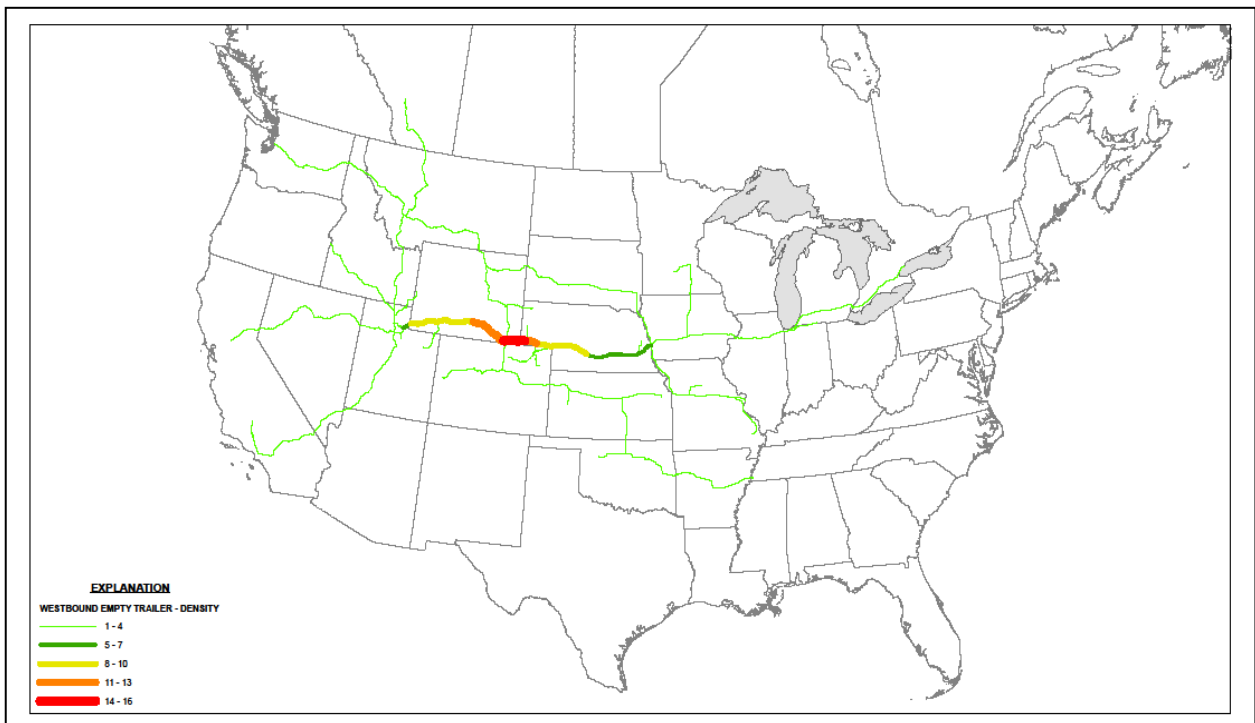 EXPLANATION
WESTBOUND EMPTY TRAILER - DENSITY
1 - 4
5 - 7
8 - 10
11 - 13
14 - 16